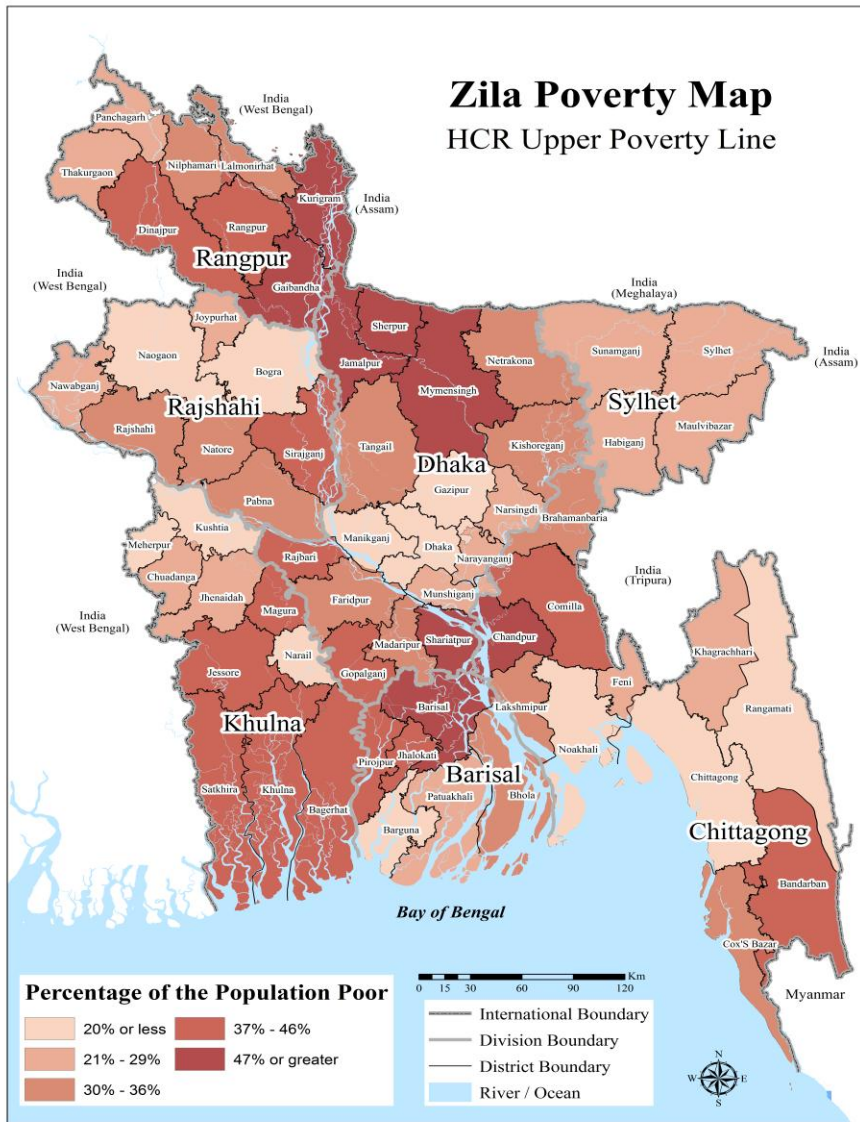 Zila Poverty Map
HCR Upper Poverty Line
India
(West Bengal)
Panchagarh
Thakurgaon
Nilphamari
Lalmonirhat
Kurigram
India
(Assam)
Dinajpur
Rangpur
Rangpur
Gaibandha
India
(West Bengal)
India
(Meghalaya)
Joypurhat
Sherpur
Naogaon
Bogra
Jamalpur
Netrakona
Sunamganj
Sylhet
India
(Assam)
Nawabganj
Mymensingh
Rajshahi
Sylhet
Rajshahi
Natore
Sirajganj
Tangail
Kishoreganj
Habiganj
Maulvibazar
Dhaka
Gazipur
Pabna
Narsingdi
Brahamanbaria
Kushtia
Manikganj
Dhaka
Meherpur
Narayanganj
Rajbari
India
(Tripura)
Chuadanga
Jhenaidah
Munshiganj
Faridpur
Magura
Comilla
India
(West Bengal)
Madaripur
Shariatpur
Chandpur
Narail
Khagrachhari
Jessore
Gopalganj
Feni
Barisal
Lakshmipur
Rangamati
Khulna
Noakhali
Jhalokati
Pirojpur
Barisal
Chittagong
Satkhira
Khulna
Bagerhat
Patuakhali
Bhola
Barguna
Chittagong
Bandarban
Bay of Bengal
Cox'S Bazar
Myanmar
Km
0 15 30 60 90 120
Percentage of the Population Poor
20% or less
21% - 29%
30% - 36%
37% - 46%
47% or greater
International Boundary
Division Boundary
District Boundary
River / Ocean
N
W E
S